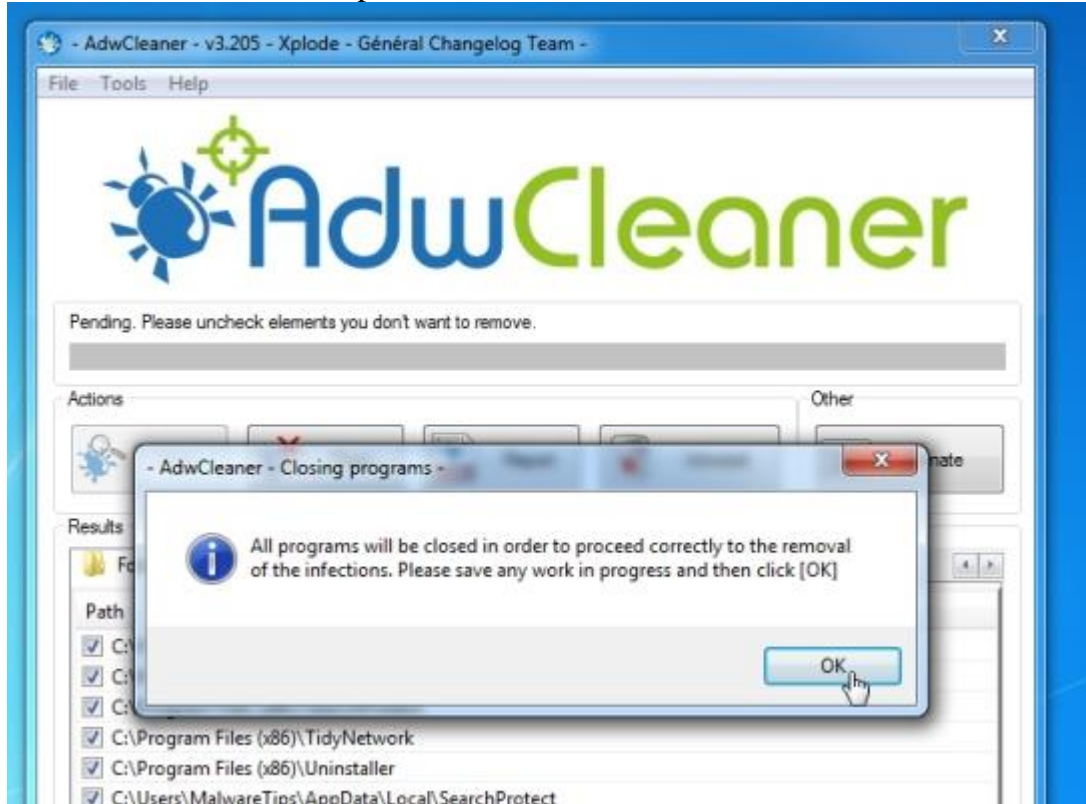 - AdwCleaner - v3.205 - Xplode - Général Changelog Team -
File Tools Help
AdwCleaner
Pending. Please uncheck elements you don't want to remove.
Actions
Other
- AdwCleaner - Closing programs -
nate
Results
All programs will be closed in order to proceed correctly to the removal
of the infections. Please save any work in progress and then click [OK]
Path
OK
C:\Program Files (x86)\TidyNetwork
C:\Program Files (x86)\Uninstaller
C:\Users\MalwareTips\AppData\Local\SearchProtect